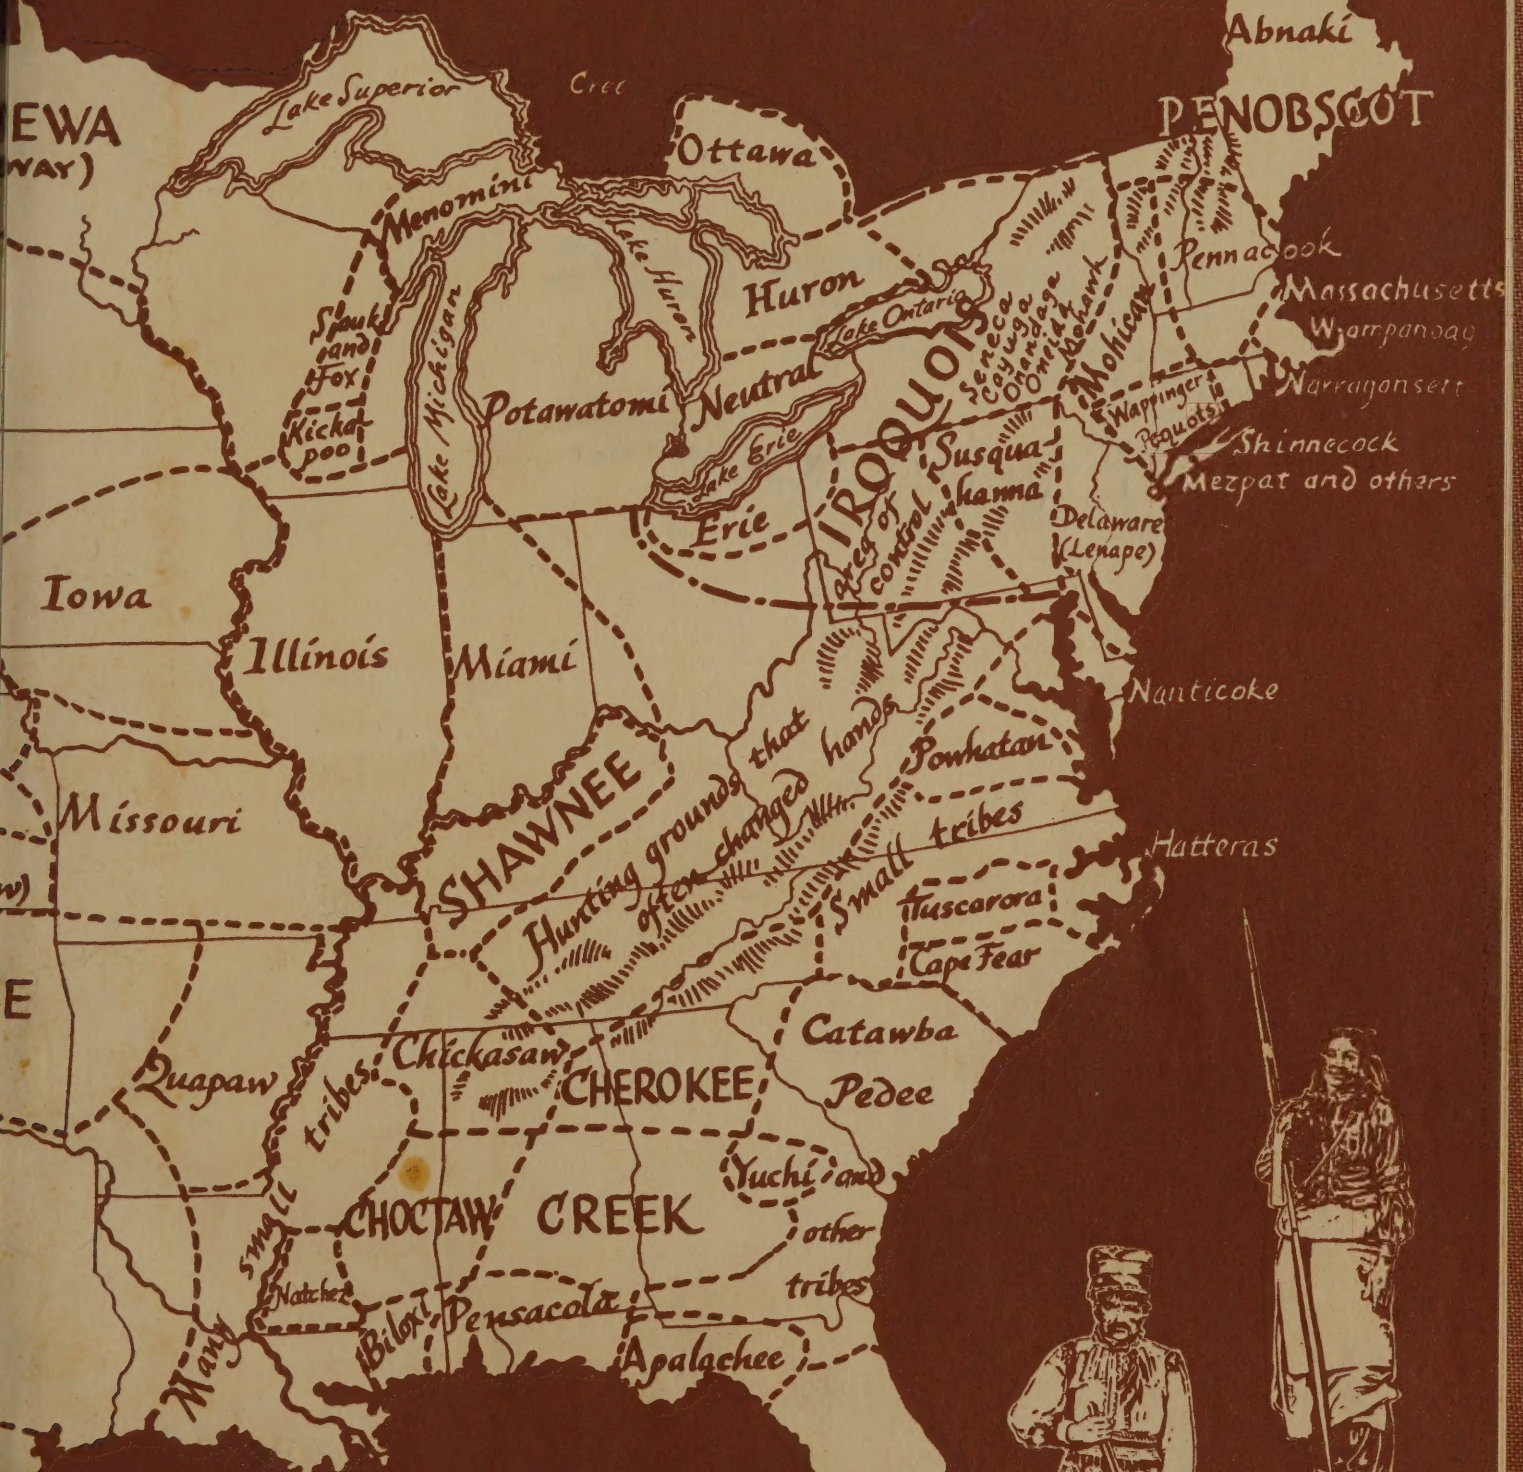 Abnaki
Lake Superior
Cree
EWA
WAY)
PENOBSCOT
Ottawa
Menomini
Lake Huron
Pennacook
Huron
Massachusetts
Lake Michigan
Lake Ontario
Seneca
Cayuga
Onandaga
Oneida
Mohawk
Mohican
Wampanoag
Sauk
and
Fox
Neutral
Narragansett
Potawatomi
Wappinger
Pequots
Kicka-
poo
Lake Erie
IROQUOIS
area of
control
Susqua-
hanna
Shinnecock
Mezpat and others
Erie
Delaware
(Lenape)
Iowa
Illinois
Miami
Nanticoke
Powhatan
Missouri
SHAWNEE
Hunting grounds that
often changed hands
Small tribes
Hatteras
W)
Tuscarora
Cape Fear
E
Quapaw
Chickasaw
CHEROKEE
Catawba
Pedee
Many small tribes
CHOCTAW
CREEK
Yuchi and
other
tribes
Natchez
Biloxi
Pensacola
Apalachee